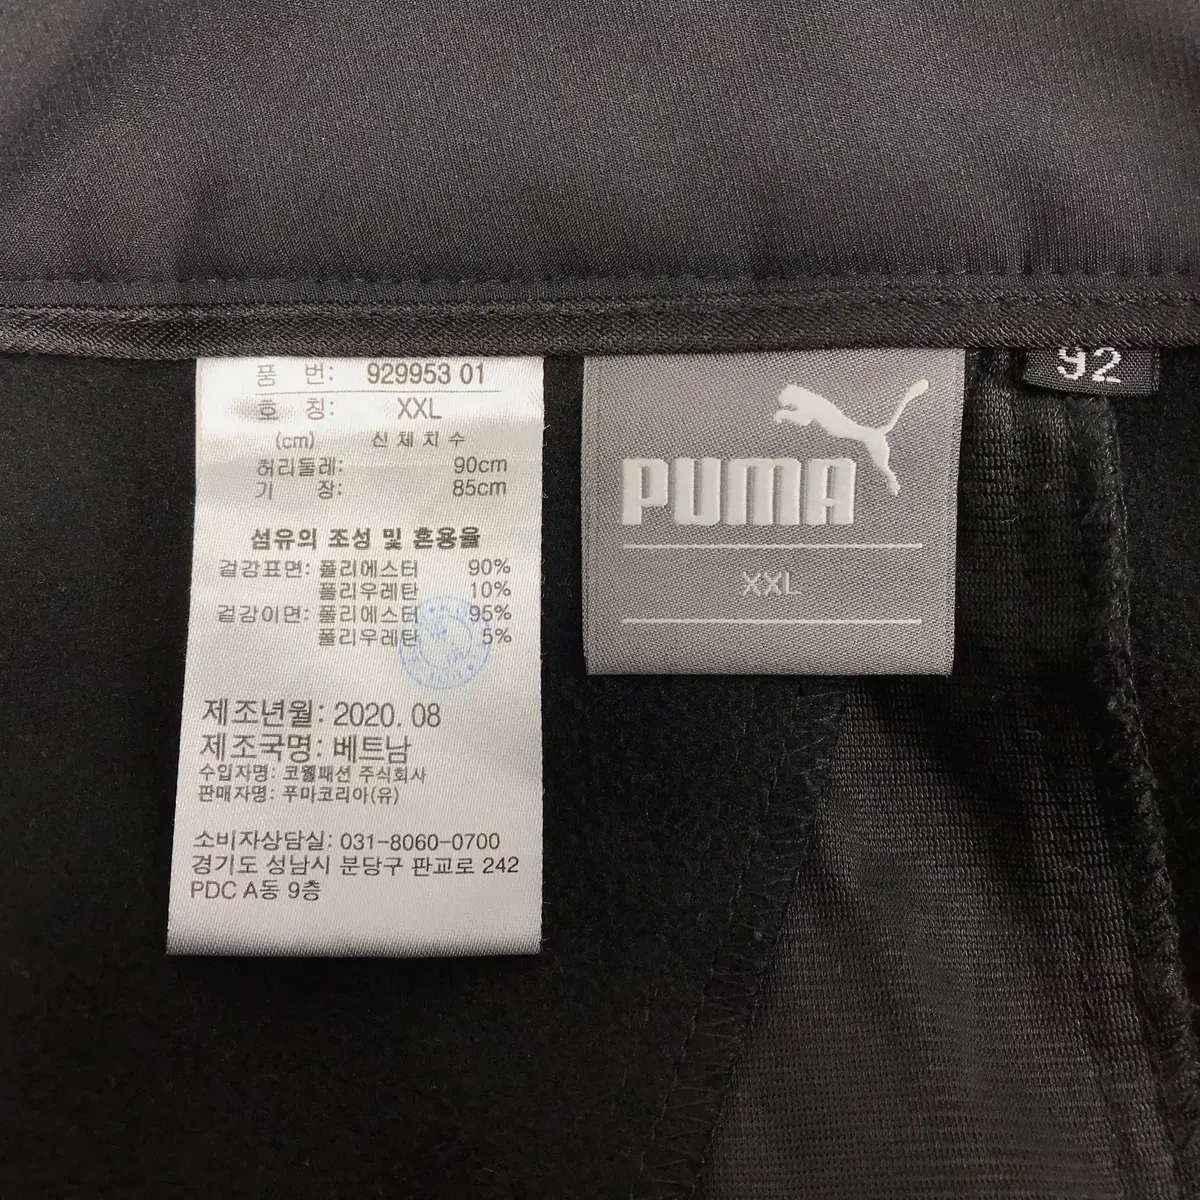 품 번: 929953 01
호 칭: XXL
(cm) 신체치수
허리둘레: 90cm
기 장: 85cm
섬유의 조성 및 혼용율
겉감표면: 폴리에스터 90%
폴리우레탄 10%
겉감이면: 폴리에스터 95%
폴리우레탄 5%
제조년월: 2020. 08
제조국명: 베트남
수입자명: 코웰패션 주식회사
판매자명: 푸마코리아(유)
소비자상담실: 031-8060-0700
경기도 성남시 분당구 판교로 242
PDC A동 9층
PUMA
XXL
92